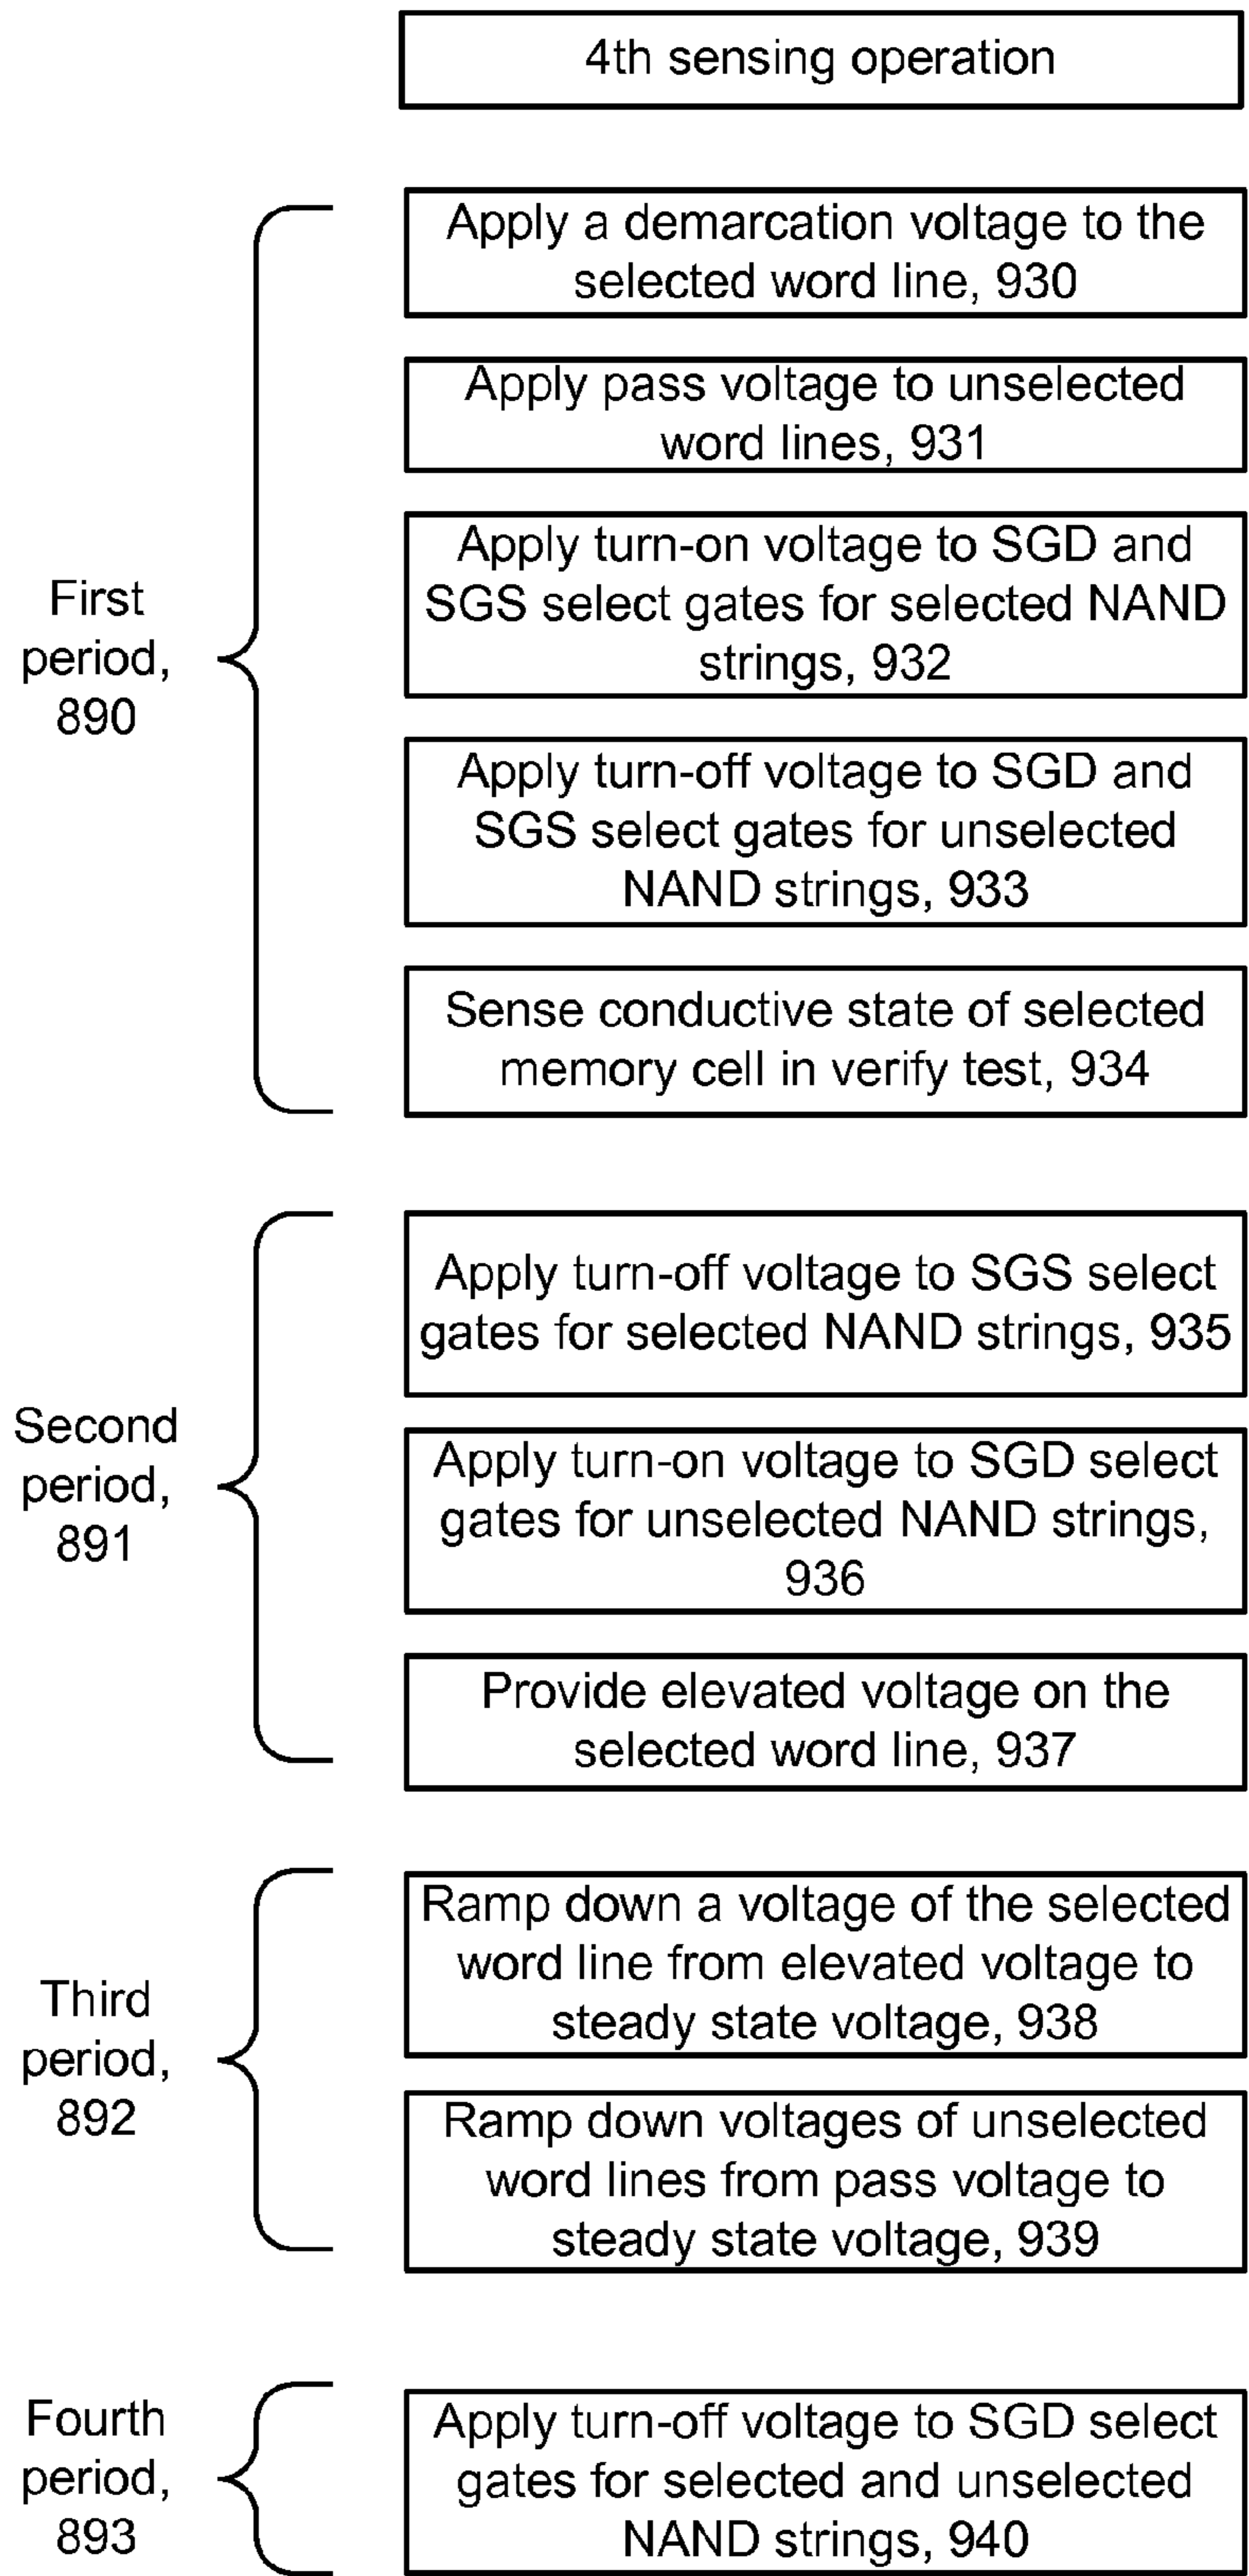 4th sensing operation
First
period,
890
Apply a demarcation voltage to the
selected word line, 930
Apply pass voltage to unselected
word lines, 931
Apply turn-on voltage to SGD and
SGS select gates for selected NAND
strings, 932
Apply turn-off voltage to SGD and
SGS select gates for unselected
NAND strings, 933
Sense conductive state of selected
memory cell in verify test, 934
Second
period,
891
Apply turn-off voltage to SGS select
gates for selected NAND strings, 935
Apply turn-on voltage to SGD select
gates for unselected NAND strings,
936
Provide elevated voltage on the
selected word line, 937
Third
period,
892
Ramp down a voltage of the selected
word line from elevated voltage to
steady state voltage, 938
Ramp down voltages of unselected
word lines from pass voltage to
steady state voltage, 939
Fourth
period,
893
Apply turn-off voltage to SGD select
gates for selected and unselected
NAND strings, 940